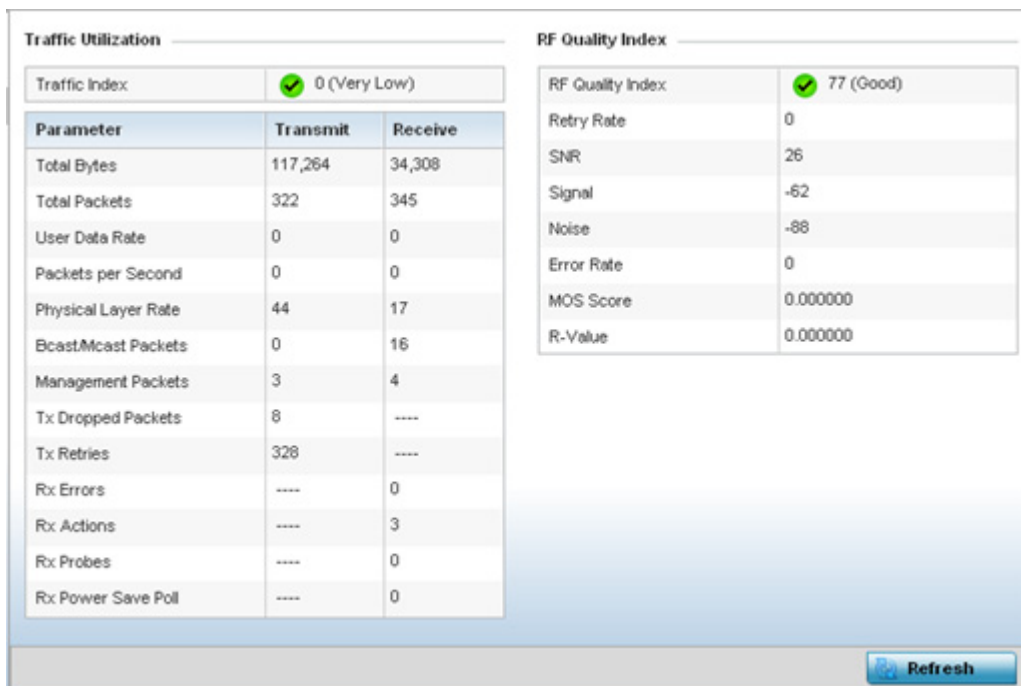 Traffic Utilization
Traffic Index 0 (Very Low)
Parameter Transmit Receive
Total Bytes 117,264 34,308
Total Packets 322 345
User Data Rate 0 0
Packets per Second 0 0
Physical Layer Rate 44 17
Bcast/Mcast Packets 0 16
Management Packets 3 4
Tx Dropped Packets 8 ----
Tx Retries 328 ----
Rx Errors ---- 0
Rx Actions ---- 3
Rx Probes ---- 0
Rx Power Save Poll ---- 0
RF Quality Index
RF Quality Index 77 (Good)
Retry Rate 0
SNR 26
Signal -62
Noise -88
Error Rate 0
MOS Score 0.000000
R-Value 0.000000
Refresh